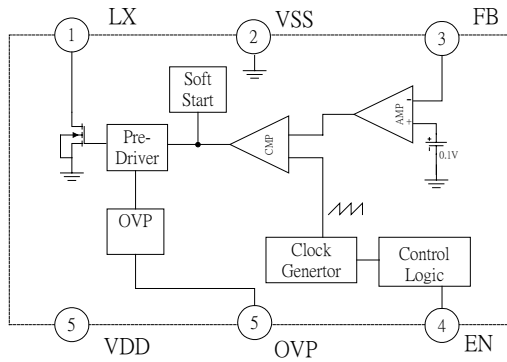 LX
VSS
FB
1
2
3
Soft
Start
Pre-
Driver
CMP
AMP
-
+
0.1V
OVP
Clock
Genertor
Control
Logic
5
5
4
VDD
OVP
EN